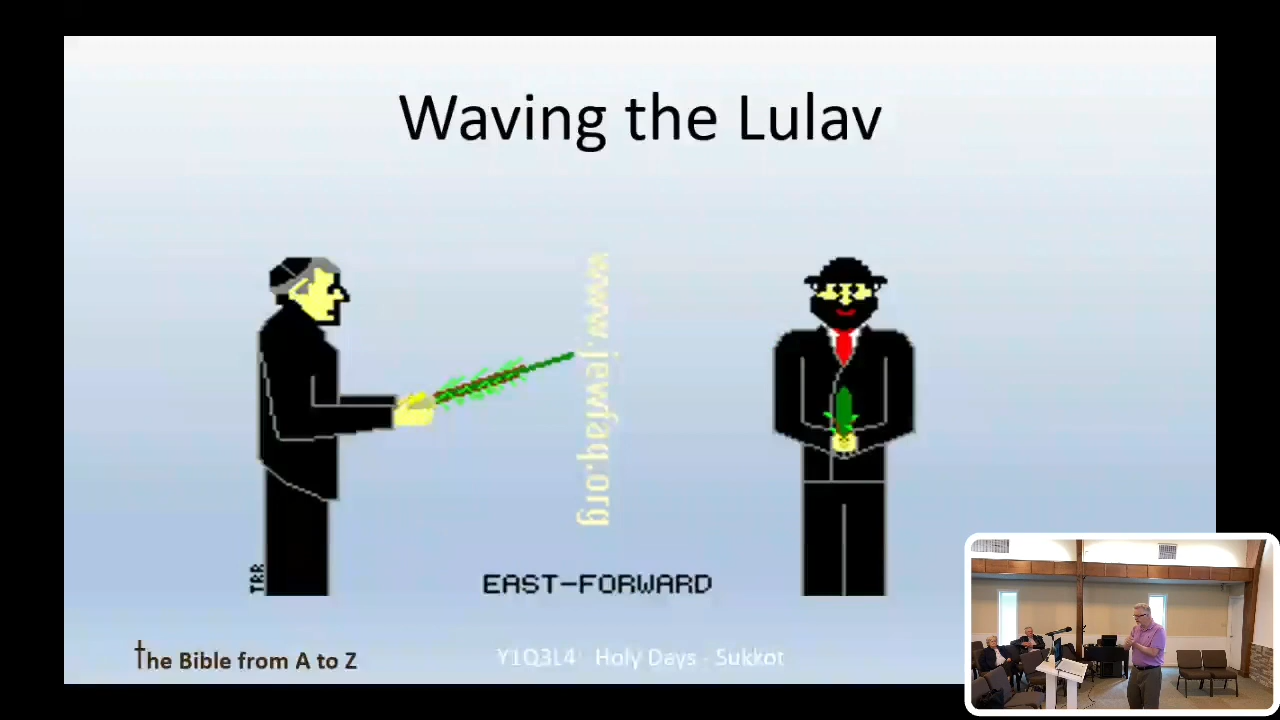 Waving the Lulav
www.jewfaq.org
TRR
EAST-FORWARD
The Bible from A to Z
Y1Q3L4 Holy Days - Sukkot